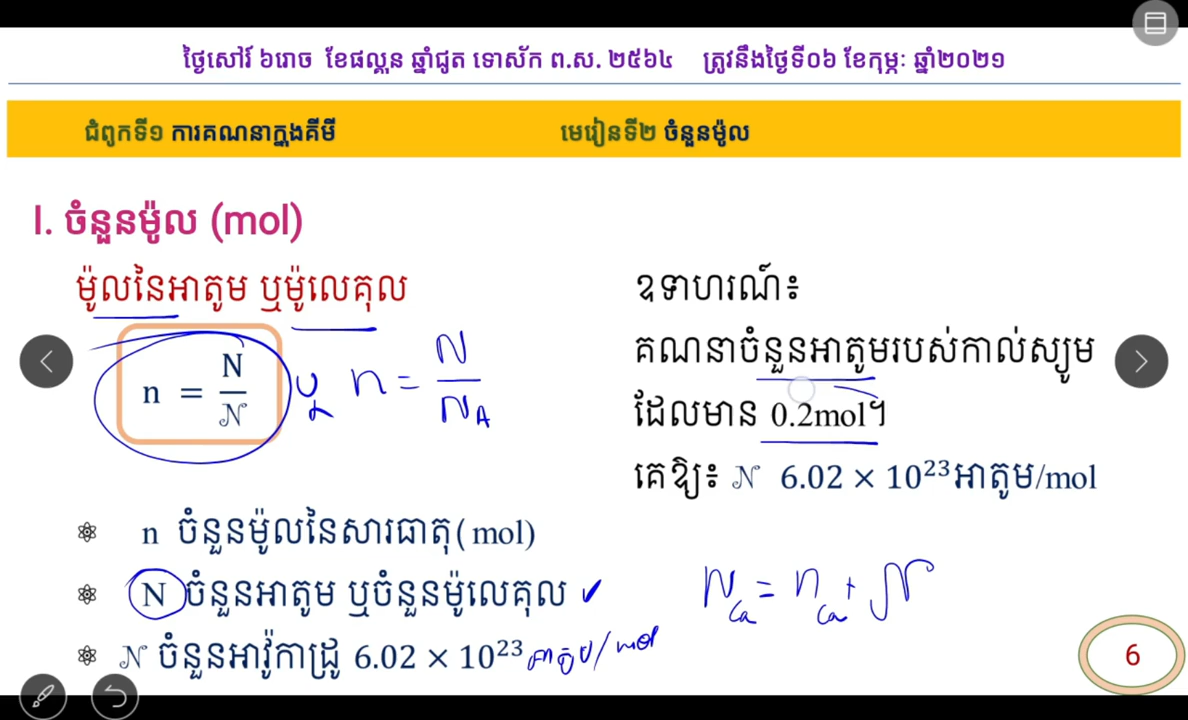 ថ្ងៃសៅរ៍ ៦រោច ខែផល្គុន ឆ្នាំជូត ទោស័ក ព.ស. ២៥៦៤ ត្រូវនឹងថ្ងៃទី០៦ ខែកុម្ភៈ ឆ្នាំ២០២១
ជំពូកទី១ ការគណនាក្នុងគីមី មេរៀនទី២ ចំនួនម៉ូល
I. ចំនួនម៉ូល (mol)
ម៉ូលនៃអាតូម ឬម៉ូលេគុល
n = N/𝒩 ឬ n = N/N_A
n ចំនួនម៉ូលនៃសារធាតុ(mol)
N ចំនួនអាតូម ឬចំនួនម៉ូលេគុល ✓
𝒩 ចំនួនអាវ៉ូកាដ្រូ 6.02 × 10²³ អាតូម/mol
ឧទាហរណ៍៖
គណនាចំនួនអាតូមរបស់កាល់ស្យូម
ដែលមាន 0.2mol។
គេឱ្យ៖ 𝒩 6.02 × 10²³អាតូម/mol
N_Ca = n_Ca + 𝒩
6